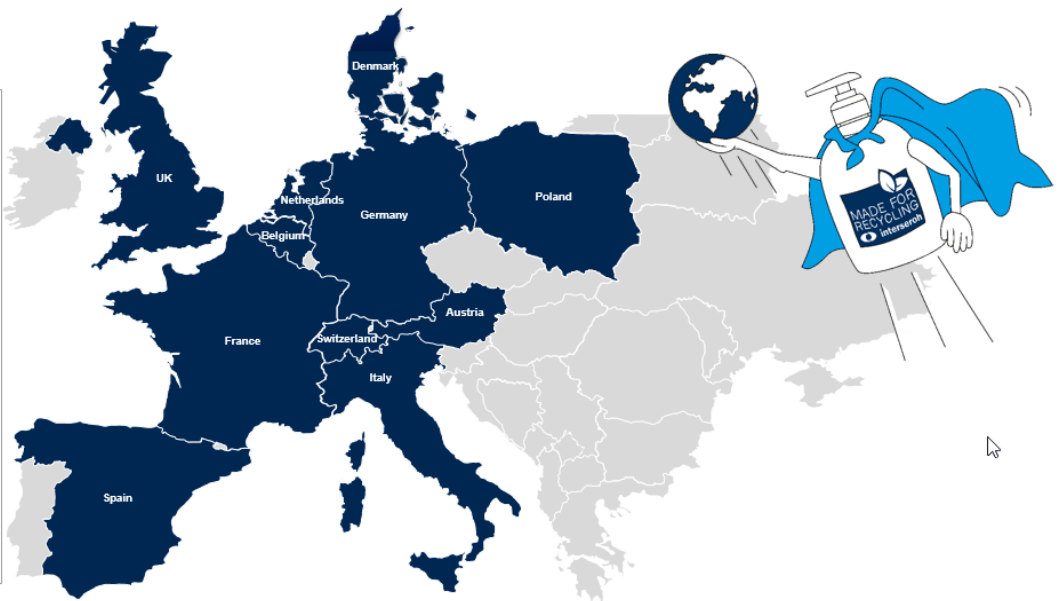 Denmark
UK
Netherlands
Poland
Germany
Belgium
Austria
France
Switzerland
Italy
Spain
MADE FOR
RECYCLING
interseroh